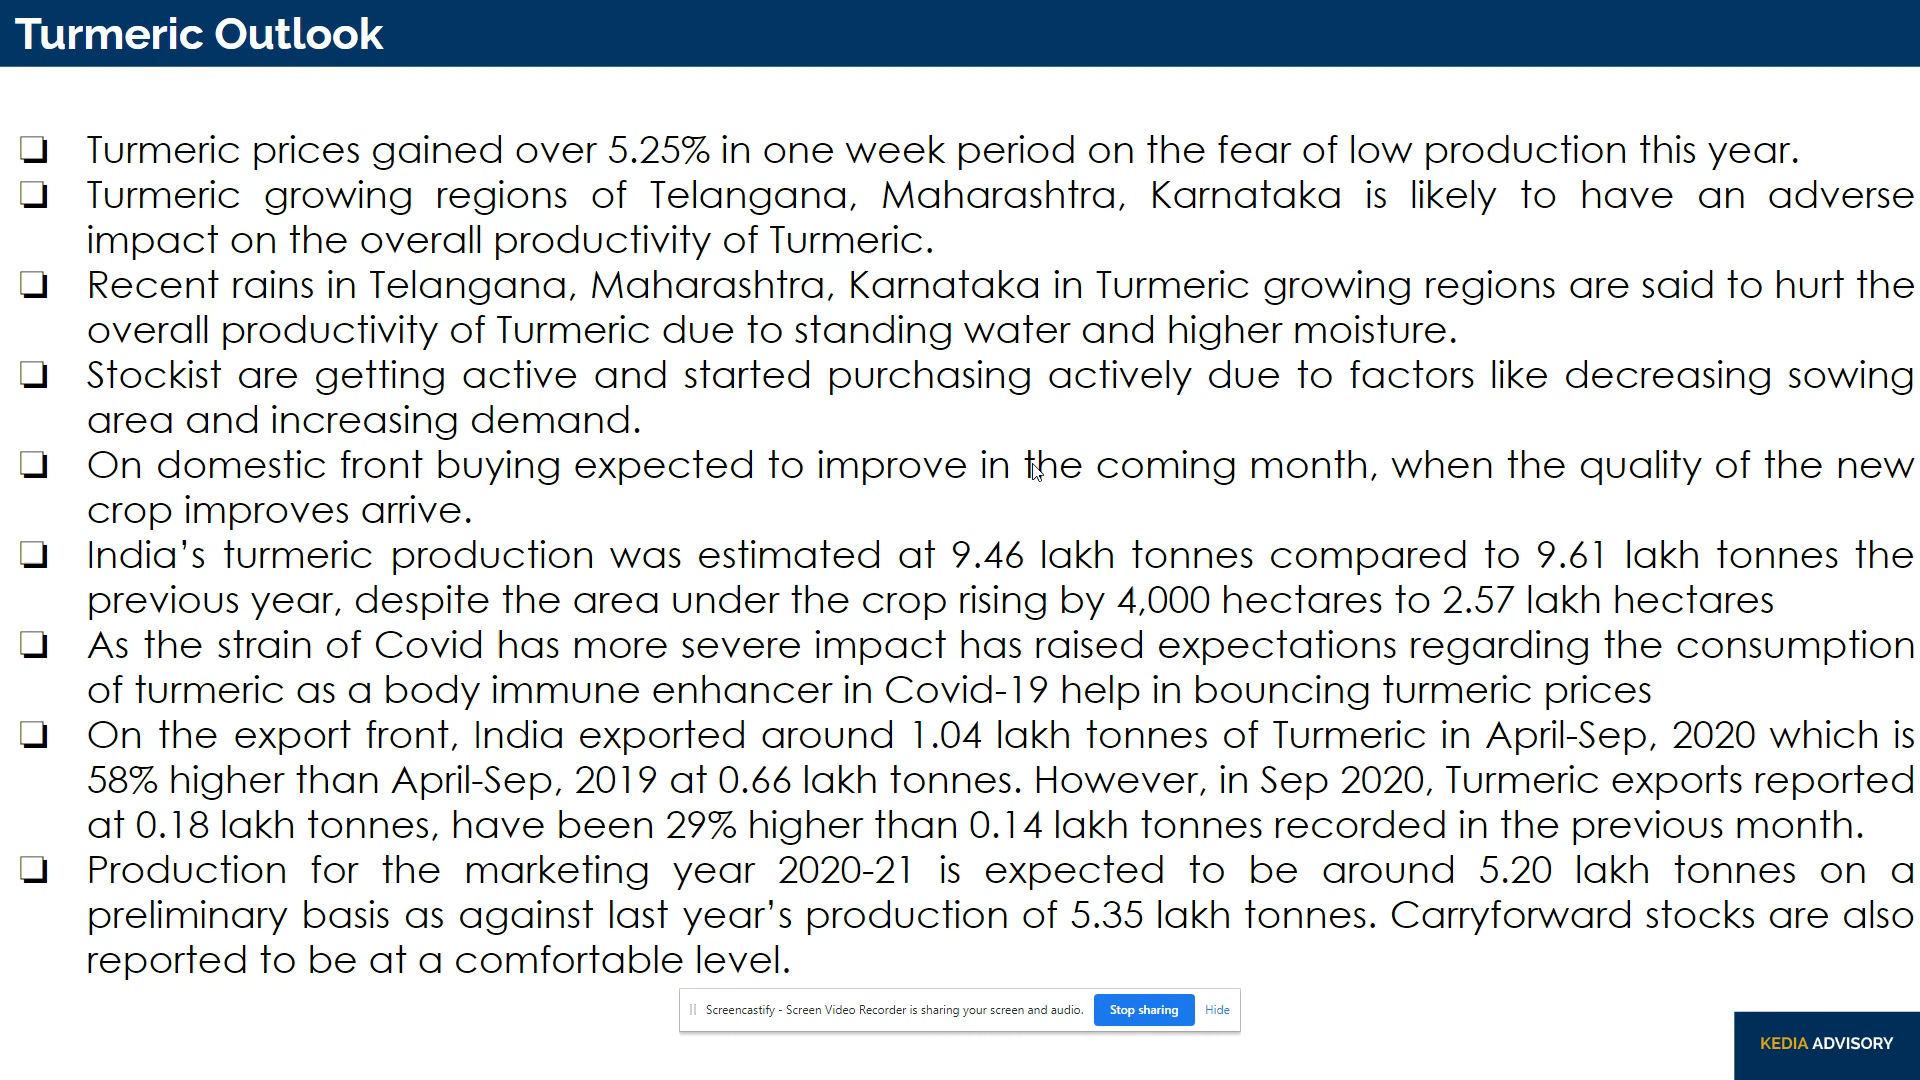 Turmeric Outlook
Turmeric prices gained over 5.25% in one week period on the fear of low production this year.
Turmeric growing regions of Telangana, Maharashtra, Karnataka is likely to have an adverse
impact on the overall productivity of Turmeric.
Recent rains in Telangana, Maharashtra, Karnataka in Turmeric growing regions are said to hurt the
overall productivity of Turmeric due to standing water and higher moisture.
Stockist are getting active and started purchasing actively due to factors like decreasing sowing
area and increasing demand.
On domestic front buying expected to improve in the coming month, when the quality of the new
crop improves arrive.
India’s turmeric production was estimated at 9.46 lakh tonnes compared to 9.61 lakh tonnes the
previous year, despite the area under the crop rising by 4,000 hectares to 2.57 lakh hectares
As the strain of Covid has more severe impact has raised expectations regarding the consumption
of turmeric as a body immune enhancer in Covid-19 help in bouncing turmeric prices
On the export front, India exported around 1.04 lakh tonnes of Turmeric in April-Sep, 2020 which is
58% higher than April-Sep, 2019 at 0.66 lakh tonnes. However, in Sep 2020, Turmeric exports reported
at 0.18 lakh tonnes, have been 29% higher than 0.14 lakh tonnes recorded in the previous month.
Production for the marketing year 2020-21 is expected to be around 5.20 lakh tonnes on a
preliminary basis as against last year’s production of 5.35 lakh tonnes. Carryforward stocks are also
reported to be at a comfortable level.
Screencastify - Screen Video Recorder is sharing your screen and audio. Stop sharing Hide
KEDIA ADVISORY